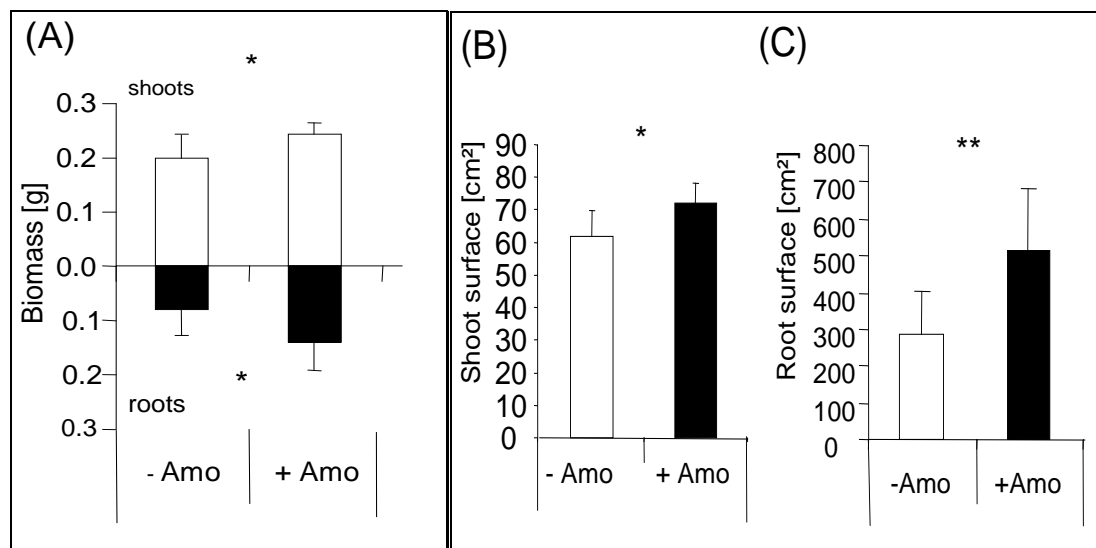 (A)
*
shoots
0.3
0.2
0.1
0.0
0.1
0.2
0.3
Biomass [g]
*
roots
- Amo + Amo
(B)
*
90
80
70
60
50
40
30
20
10
0
Shoot surface [cm²]
- Amo + Amo
(C)
**
800
700
600
500
400
300
200
100
0
Root surface [cm²]
-Amo +Amo